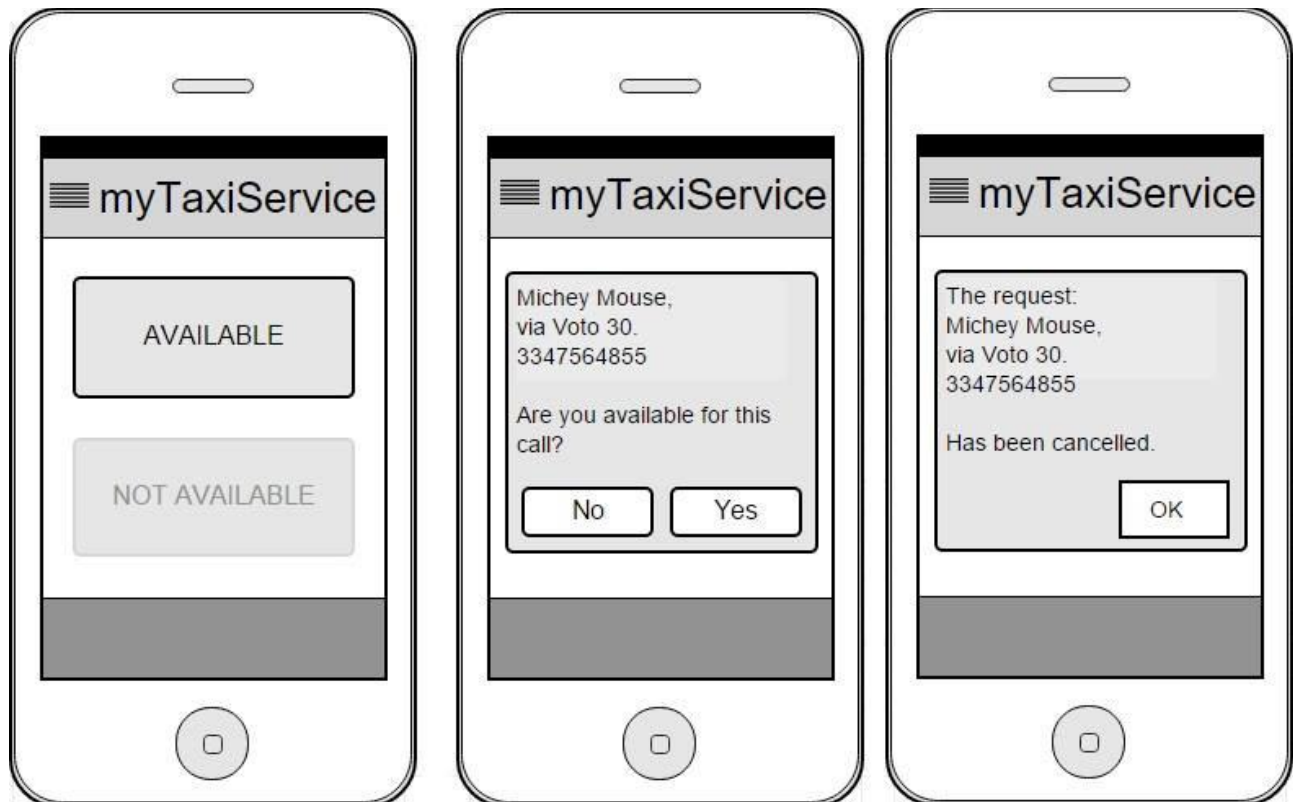 myTaxiService
AVAILABLE
NOT AVAILABLE
myTaxiService
Michey Mouse,
via Voto 30.
3347564855
Are you available for this
call?
No
Yes
myTaxiService
The request:
Michey Mouse,
via Voto 30.
3347564855
Has been cancelled.
OK